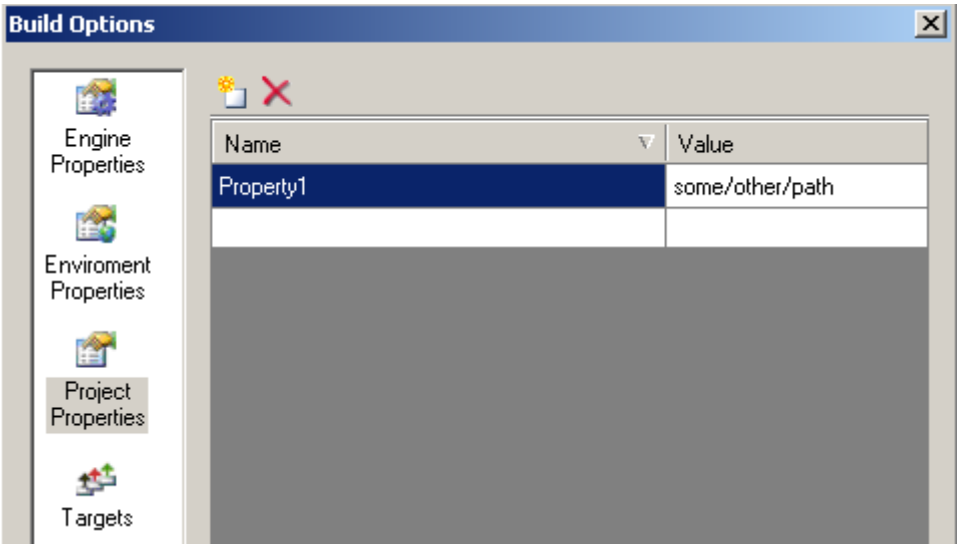 Build Options
Engine
Properties
Enviroment
Properties
Project
Properties
Targets
Name Value
Property1 some/other/path